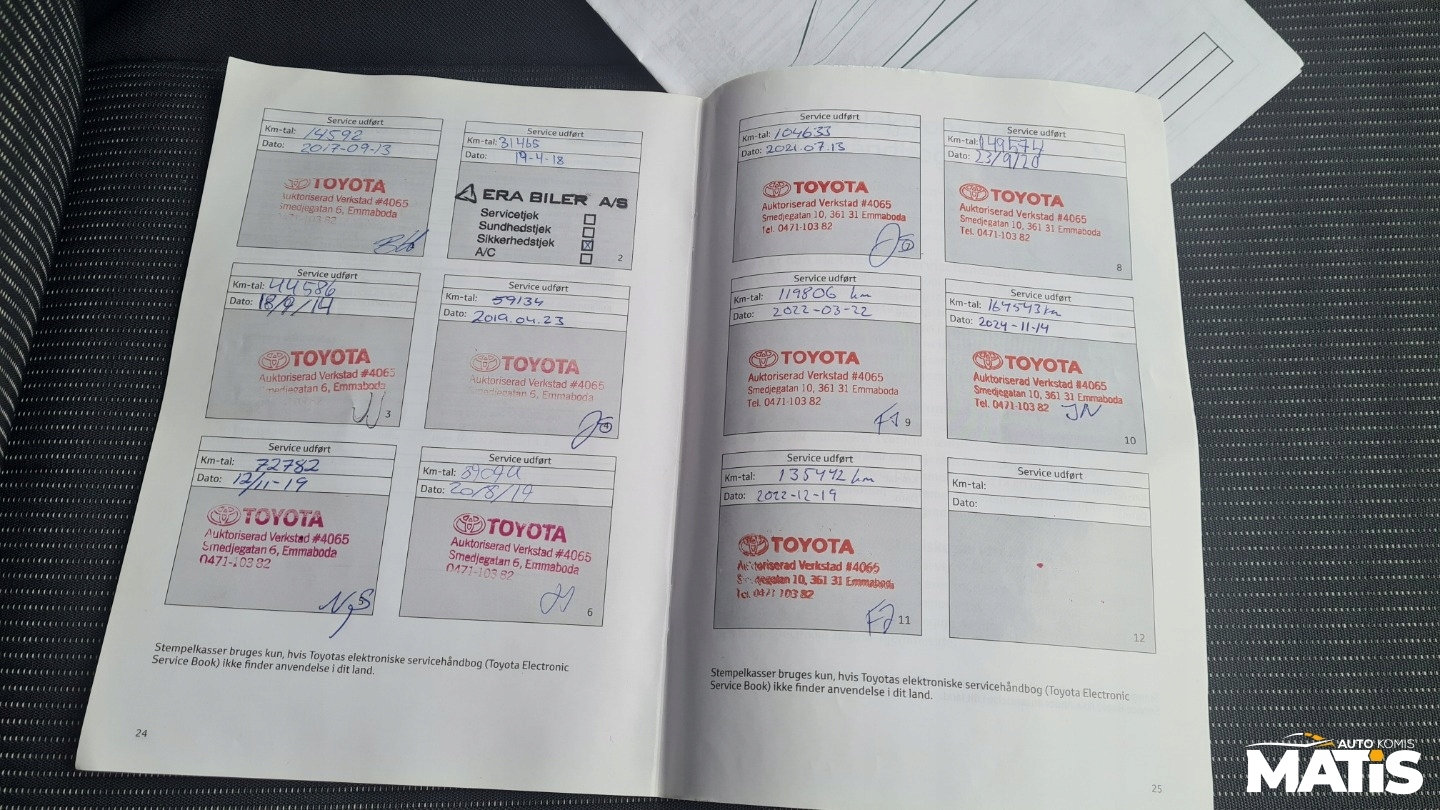 Service udført
Km-tal: 14592
Dato: 2017-09-13
TOYOTA
Auktoriserad Verkstad #4065
Smedjegatan 6, Emmaboda
Service udført
Km-tal: 31465
Dato: 19-4-18
ERA BILER A/S
Servicetjek
Sundhedstjek
Sikkerhedstjek
A/C
2
Service udført
Km-tal: 44586
Dato:
TOYOTA
Auktoriserad Verkstad #4065
Smedjegatan 6, Emmaboda
3
Service udført
Km-tal: 59134
Dato: 2019.04.23
TOYOTA
Auktoriserad Verkstad #4065
Smedjegatan 6, Emmaboda
Service udført
Km-tal: 72782
Dato: 12/11-19
TOYOTA
Auktoriserad Verkstad #4065
Smedjegatan 6, Emmaboda
0471-103 82
Service udført
Km-tal:
Dato:
TOYOTA
Auktoriserad Verkstad #4065
Smedjegatan 6, Emmaboda
0471-103 82
6
Stempelkasser bruges kun, hvis Toyotas elektroniske servicehåndbog (Toyota Electronic
Service Book) ikke finder anvendelse i dit land.
24
Service udført
Km-tal: 104633
Dato: 2021.07.13
TOYOTA
Auktoriserad Verkstad #4065
Smedjegatan 10, 361 31 Emmaboda
Tel. 0471-103 82
Service udført
Km-tal: 149574
Dato:
TOYOTA
Auktoriserad Verkstad #4065
Smedjegatan 10, 361 31 Emmaboda
Tel. 0471-103 82
8
Service udført
Km-tal: 119806 km
Dato: 2022-03-22
TOYOTA
Auktoriserad Verkstad #4065
Smedjegatan 10, 361 31 Emmaboda
Tel. 0471-103 82
9
Service udført
Km-tal: 164543 km
Dato: 2024-11-14
TOYOTA
Auktoriserad Verkstad #4065
Smedjegatan 10, 361 31 Emmaboda
Tel. 0471-103 82
JN
10
Service udført
Km-tal: 135442 km
Dato: 2022-12-19
TOYOTA
Auktoriserad Verkstad #4065
Smedjegatan 10, 361 31 Emmaboda
Tel. 0471 103 82
11
Service udført
Km-tal:
Dato:
12
Stempelkasser bruges kun, hvis Toyotas elektroniske servicehåndbog (Toyota Electronic
Service Book) ikke finder anvendelse i dit land.
25
AUTO KOMIS
MATIS